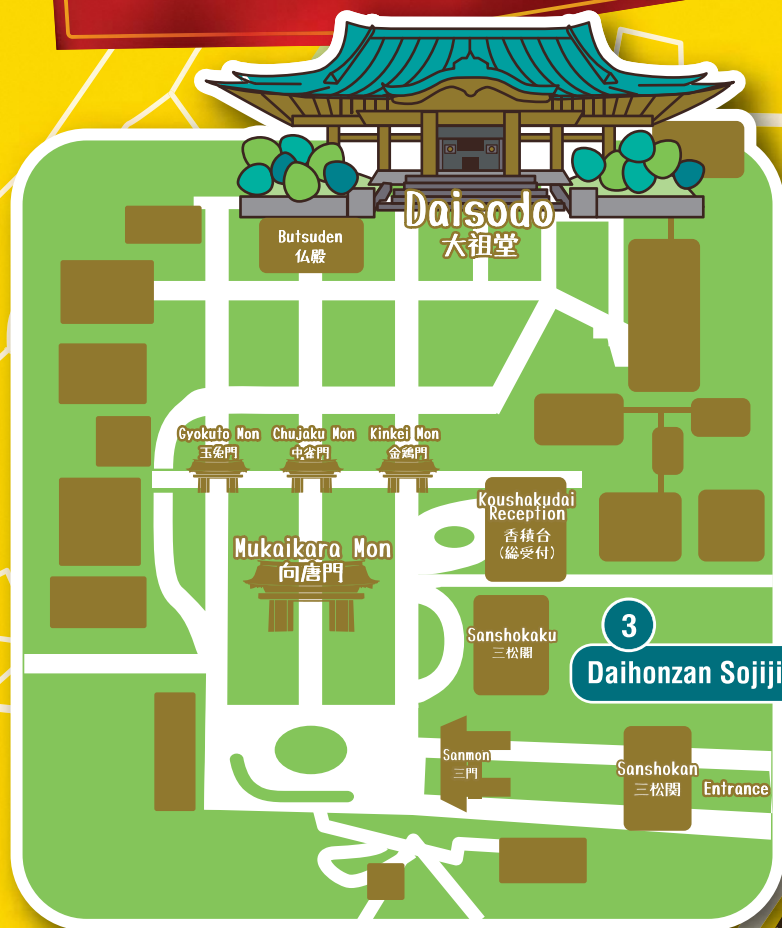 Daisodo
大祖堂
Butsuden
仏殿
Gyokuto Mon
玉兎門
Chujaku Mon
中雀門
Kinkei Mon
金鶏門
Koushakudai
Reception
香積台
(総受付)
Mukaikara Mon
向唐門
Sanshokaku
三松閣
3
Daihonzan Sojiji
Sanmon
三門
Sanshokan
三松関
Entrance